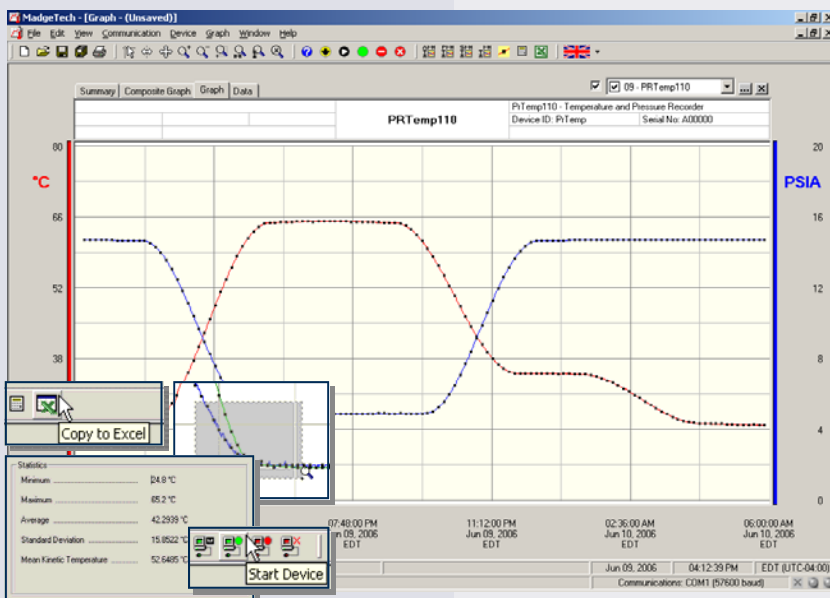 MadgeTech - [Graph - (Unsaved)]
File Edit View Communication Device Graph Window Help
Summary Composite Graph Graph Data
09 - PRTemp110
PRTemp110
PiTemp110 - Temperature and Pressure Recorder
Device ID: PiTemp Serial No: A00000
80 20
°C PSIA
66 16
52 12
38 8
4
0
Copy to Excel
Statistics
Minimum 24.8 °C
Maximum 65.2 °C
Average 42.2939 °C
Standard Deviation 15.8522 °C
Mean Kinetic Temperature 52.6485 °C
Start Device
07:48:00 PM 11:12:00 PM 02:36:00 AM 06:00:00 AM
09, 2006 Jun 09, 2006 Jun 10, 2006 Jun 10, 2006
EDT EDT EDT EDT
Jun 09, 2006 04:12:39 PM EDT (UTC-04:00)
Communications: COM1 (57600 baud)